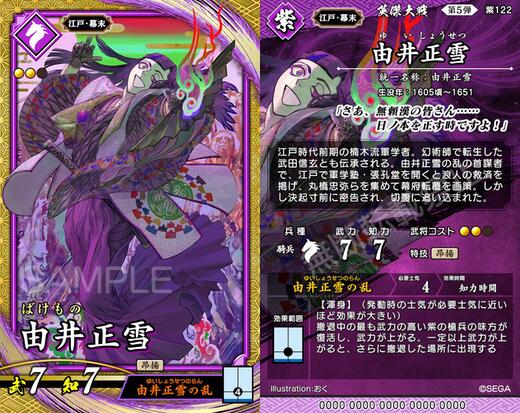 江戸・幕末
SAMPLE
ばけもの
由井正雪
昂揚
武7 知7
ゆいしょうせつのらん
由井正雪の乱
4
紫
江戸・幕末
英傑大戦
第5弾
紫122
ゆいしょうせつ
由井正雪
統一名称:由井正雪
生没年:1605頃〜1651
「さあ、無頼漢の皆さん……
日ノ本を正す時ですよ!」
江戸時代前期の楠木流軍学者。幻術師で転生した
武田信玄とも伝承される。由井正雪の乱の首謀者
で、江戸で軍学塾・張孔堂を開くと浪人の救済を
掲げ、丸橋忠弥らを集めて幕府転覆を画策。しか
し決起寸前に密告され、切腹に追い込まれた。
兵種 武力 知力 武将コスト
騎兵 7 7 特技 昂揚
ゆいしょうせつのらん 必要士気 効果時間
由井正雪の乱 4 知力時間
効果範囲
【渾身】(発動時の士気が必要士気に近い
ほど効果が大きい)
撤退中の最も武力の高い紫の槍兵の味方が
復活し、武力が上がる。一定以上武力が上
がると、さらに撤退した場所に出現する
Illustration:おく
©SEGA
0000 0000 0000 0000 0000